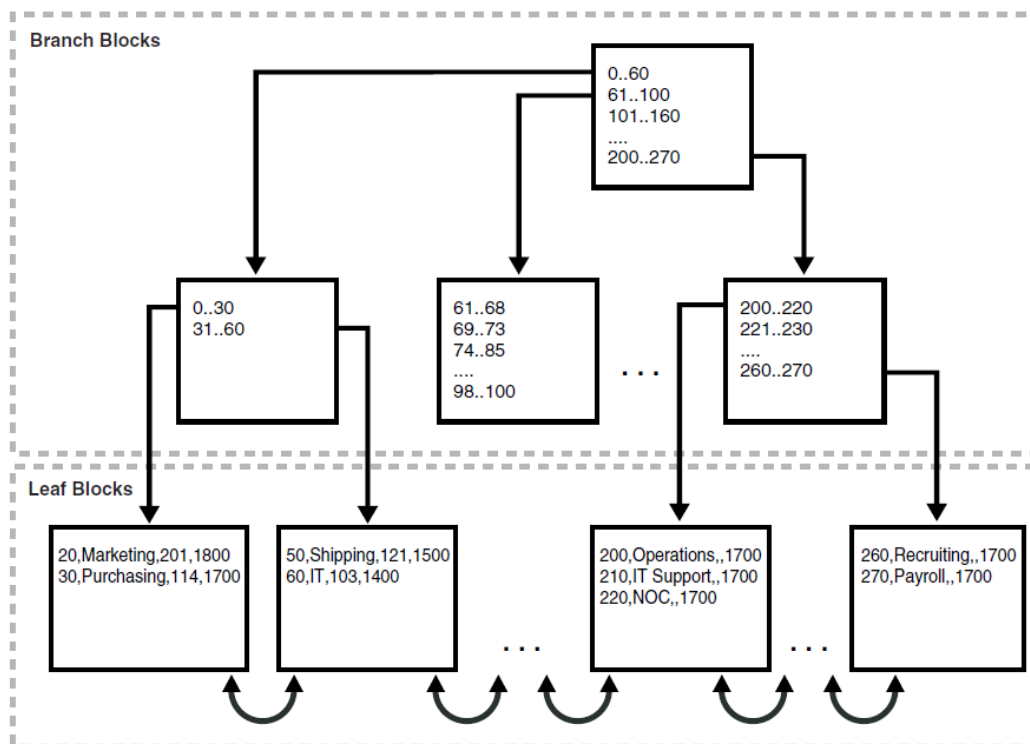 Branch Blocks
0..60
61..100
101..160
....
200..270
0..30
31..60
61..68
69..73
74..85
....
98..100
...
200..220
221..230
....
260..270
Leaf Blocks
20,Marketing,201,1800
30,Purchasing,114,1700
50,Shipping,121,1500
60,IT,103,1400
...
200,Operations,,1700
210,IT Support,,1700
220,NOC,,1700
...
260,Recruiting,,1700
270,Payroll,,1700